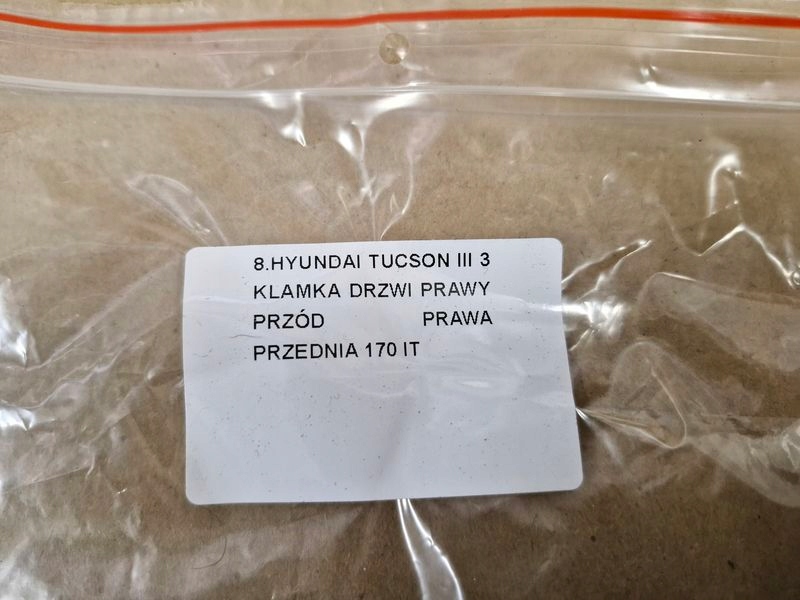 8.HYUNDAI TUCSON III 3
KLAMKA DRZWI PRAWY
PRZÓD PRAWA
PRZEDNIA 170 IT